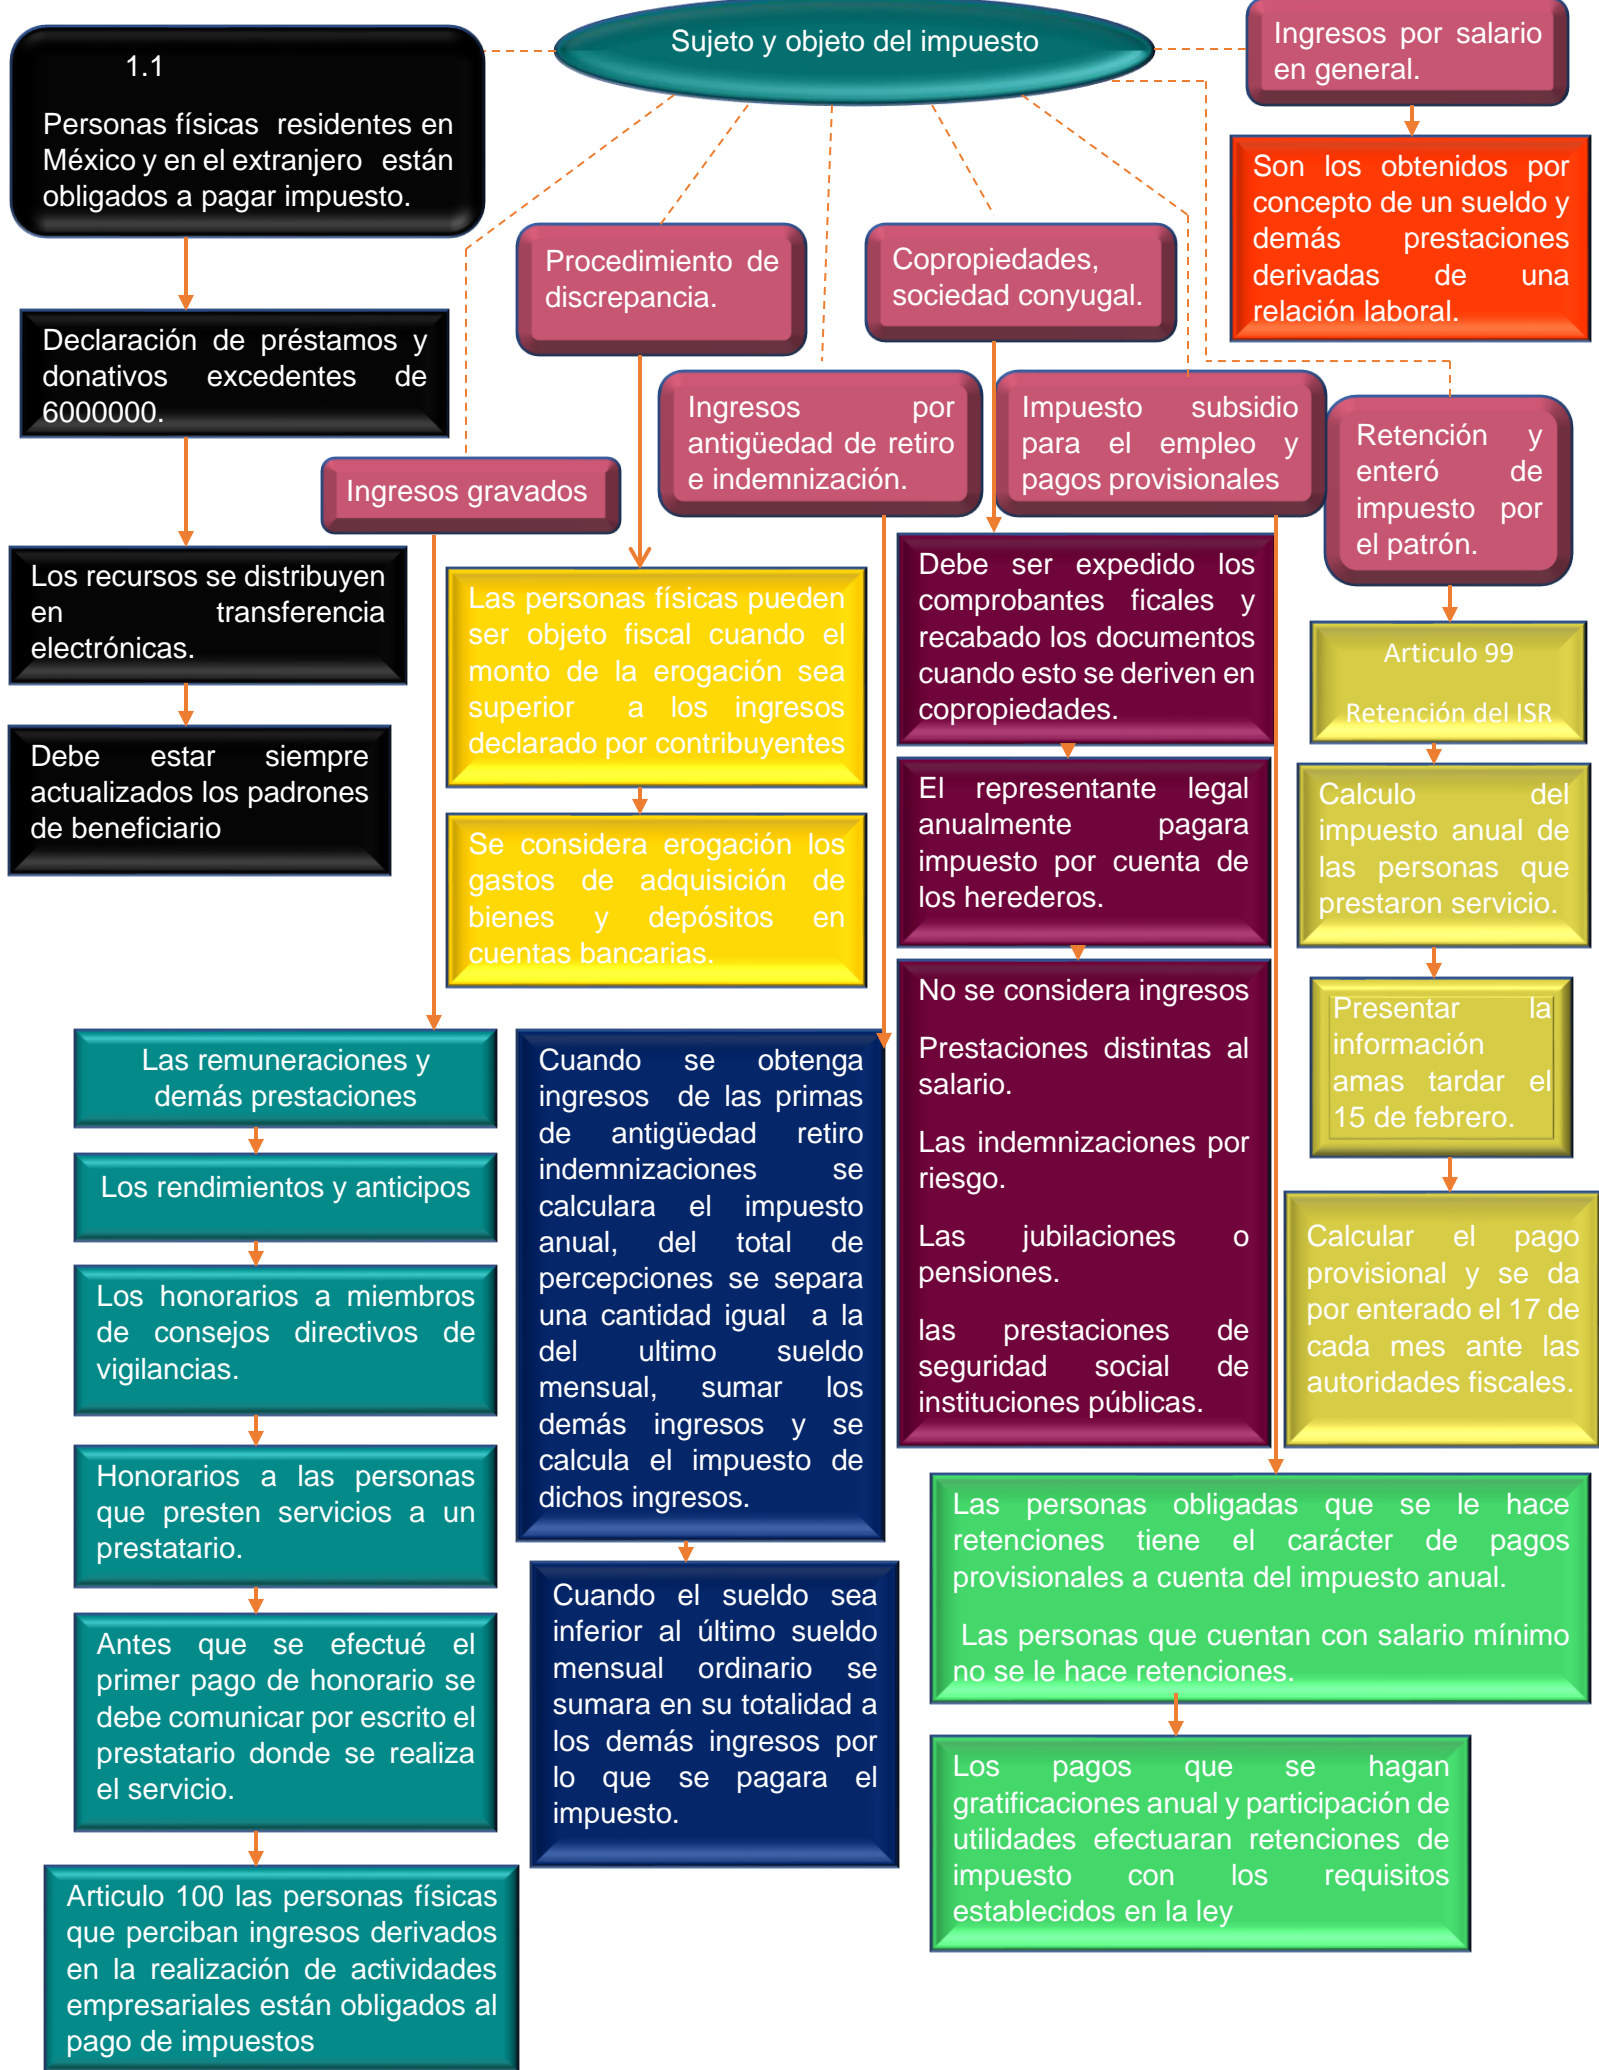 Sujeto y objeto del impuesto
1.1
Personas físicas residentes en
México y en el extranjero están
obligados a pagar impuesto.
Declaración de préstamos y
donativos excedentes de
6000000.
Los recursos se distribuyen
en transferencia
electrónicas.
Debe estar siempre
actualizados los padrones
de beneficiario
Ingresos gravados
Las remuneraciones y
demás prestaciones
Los rendimientos y anticipos
Los honorarios a miembros
de consejos directivos de
vigilancias.
Honorarios a las personas
que presten servicios a un
prestatario.
Antes que se efectué el
primer pago de honorario se
debe comunicar por escrito el
prestatario donde se realiza
el servicio.
Articulo 100 las personas físicas
que perciban ingresos derivados
en la realización de actividades
empresariales están obligados al
pago de impuestos
Procedimiento de
discrepancia.
Las personas físicas pueden
ser objeto fiscal cuando el
monto de la erogación sea
superior a los ingresos
declarado por contribuyentes
Se considera erogación los
gastos de adquisición de
bienes y depósitos en
cuentas bancarias.
Ingresos por
antigüedad de retiro
e indemnización.
Cuando se obtenga
ingresos de las primas
de antigüedad retiro
indemnizaciones se
calculara el impuesto
anual, del total de
percepciones se separa
una cantidad igual a la
del ultimo sueldo
mensual, sumar los
demás ingresos y se
calcula el impuesto de
dichos ingresos.
Cuando el sueldo sea
inferior al último sueldo
mensual ordinario se
sumara en su totalidad a
los demás ingresos por
lo que se pagara el
impuesto.
Copropiedades,
sociedad conyugal.
Debe ser expedido los
comprobantes ficales y
recabado los documentos
cuando esto se deriven en
copropiedades.
El representante legal
anualmente pagara
impuesto por cuenta de
los herederos.
No se considera ingresos
Prestaciones distintas al
salario.
Las indemnizaciones por
riesgo.
Las jubilaciones o
pensiones.
las prestaciones de
seguridad social de
instituciones públicas.
Impuesto subsidio
para el empleo y
pagos provisionales
Las personas obligadas que se le hace
retenciones tiene el carácter de pagos
provisionales a cuenta del impuesto anual.
Las personas que cuentan con salario mínimo
no se le hace retenciones.
Los pagos que se hagan
gratificaciones anual y participación de
utilidades efectuaran retenciones de
impuesto con los requisitos
establecidos en la ley
Retención y
enteró de
impuesto por
el patrón.
Articulo 99
Retención del ISR
Calculo del
impuesto anual de
las personas que
prestaron servicio.
Presentar la
información
amas tardar el
15 de febrero.
Calcular el pago
provisional y se da
por enterado el 17 de
cada mes ante las
autoridades fiscales.
Ingresos por salario
en general.
Son los obtenidos por
concepto de un sueldo y
demás prestaciones
derivadas de una
relación laboral.